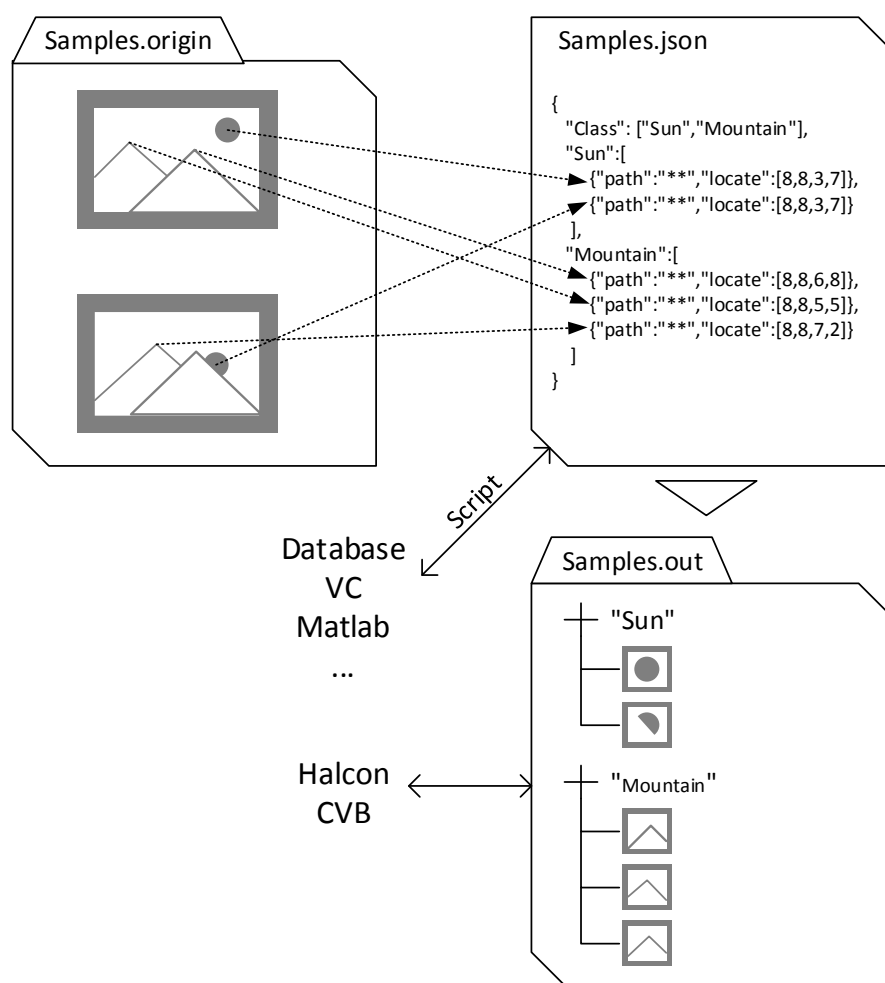 Samples.origin
Samples.json
{
"Class": ["Sun","Mountain"],
"Sun":[
{"path":"**","locate":[8,8,3,7]},
{"path":"**","locate":[8,8,3,7]}
],
"Mountain":[
{"path":"**","locate":[8,8,6,8]},
{"path":"**","locate":[8,8,5,5]},
{"path":"**","locate":[8,8,7,2]}
]
}
Script
Database
VC
Matlab
...
Samples.out
"Sun"
"Mountain"
Halcon
CVB